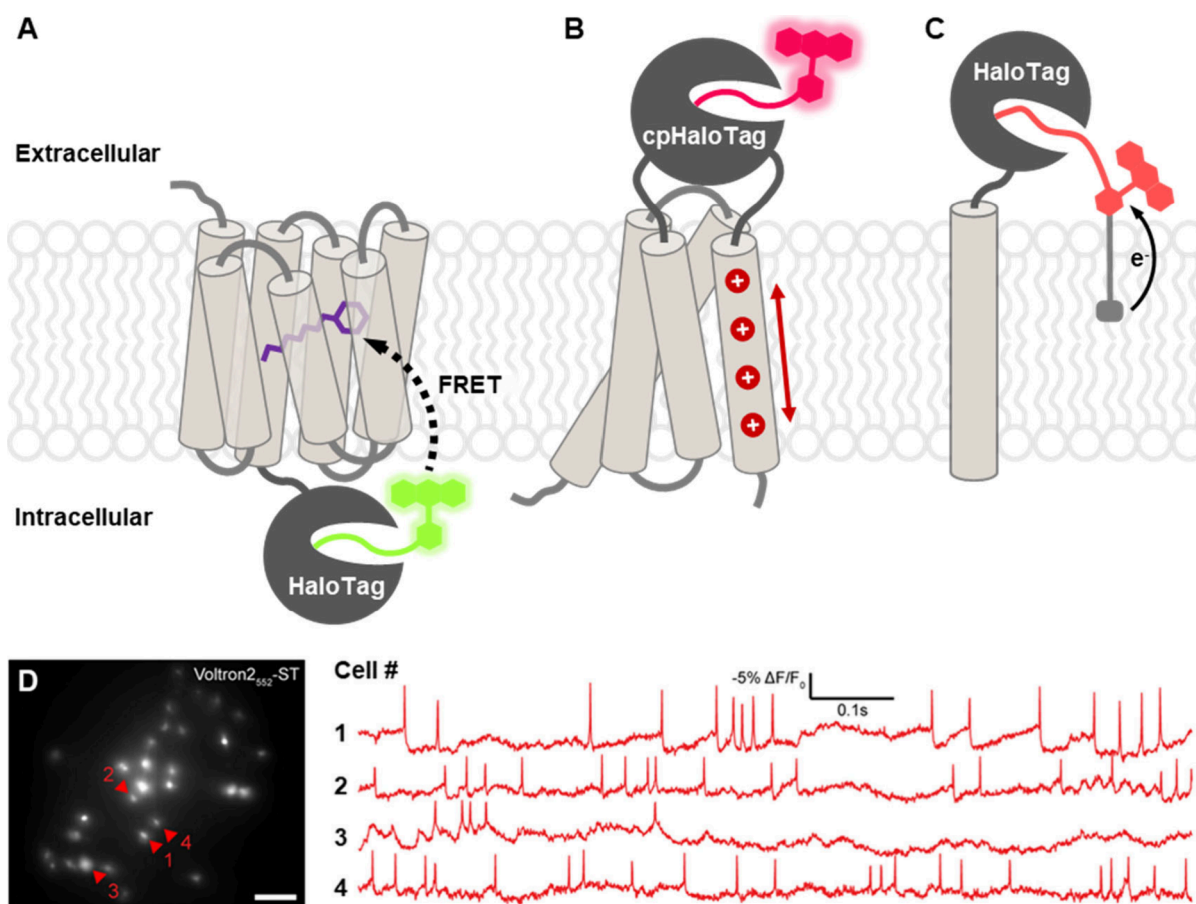 A
B
C
HaloTag
cpHaloTag
Extracellular
e-
FRET
Intracellular
HaloTag
D
Voltron2552-ST
2
4
1
3
Cell #
-5% ΔF/F0
0.1s
1
2
3
4